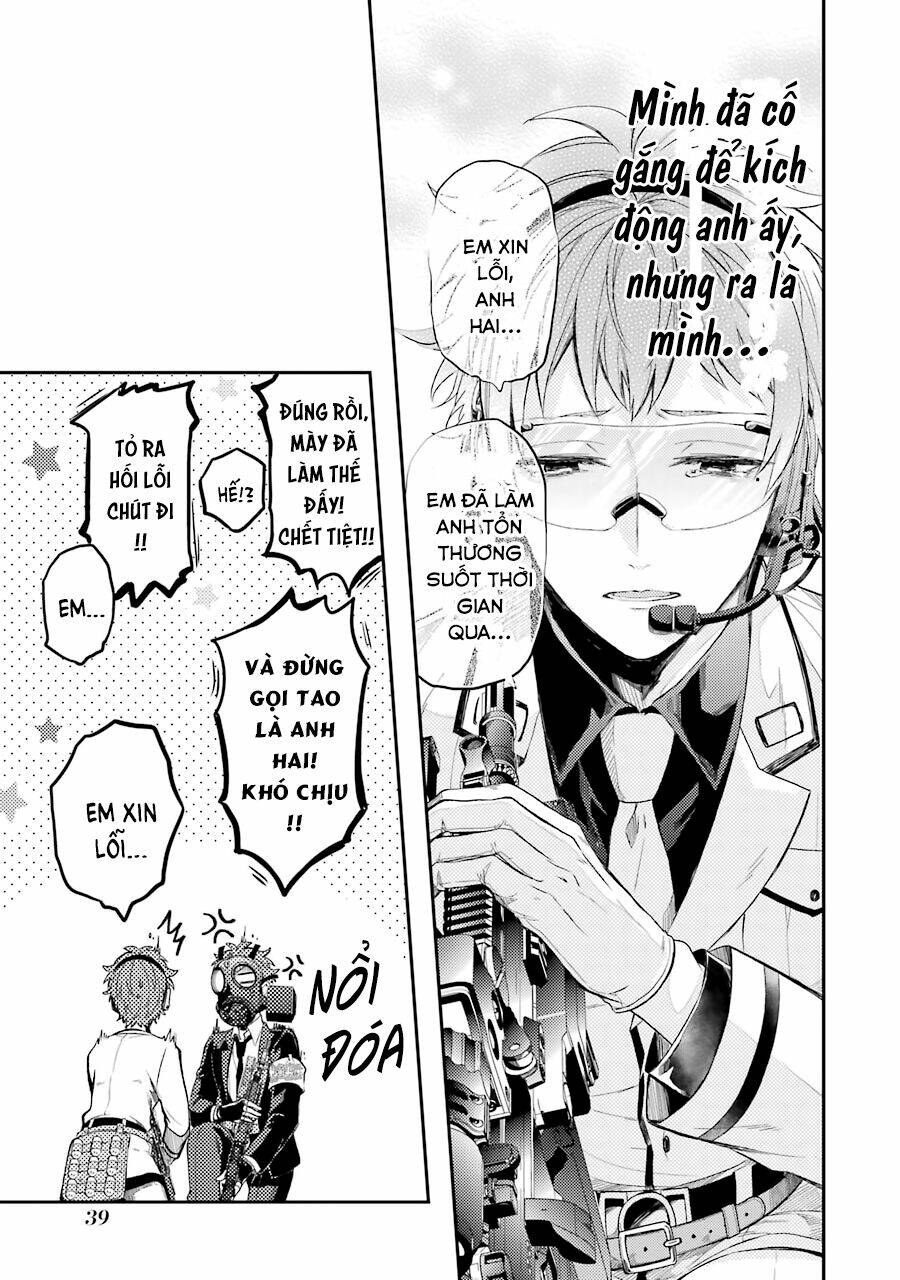 Mình đã cố
gắng để kích
động anh ấy,
nhưng ra là
mình...
EM XIN
LỖI,
ANH
HAI...
EM ĐÃ LÀM
ANH TỔN
THƯƠNG
SUỐT THỜI
GIAN
QUA...
ĐÚNG RỒI,
MÀY ĐÃ
LÀM THẾ
ĐẤY!
CHẾT TIỆT!!
HẾ!?
TỎ RA
HỐI LỖI
CHÚT ĐI
!!
EM...
VÀ ĐỪNG
GỌI TAO
LÀ ANH
HAI!
KHÓ CHỊU
!!
EM XIN
LỖI...
NỔI
ĐÓA
39